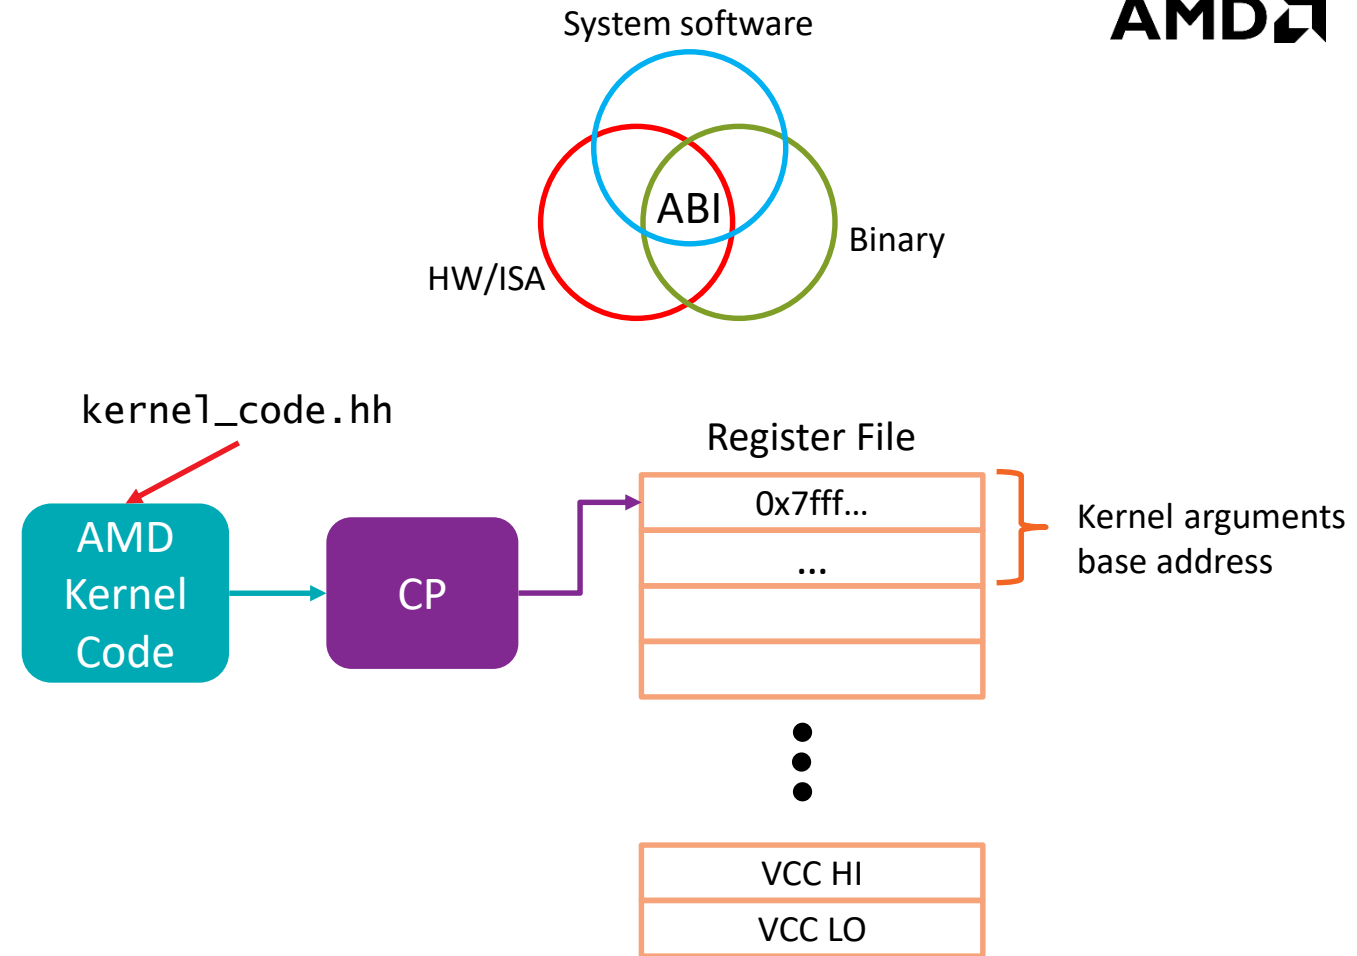 System software
AMD
ABI
Binary
HW/ISA
kernel_code.hh
Register File
0x7fff...
Kernel arguments
base address
...
AMD
Kernel
Code
CP
VCC HI
VCC LO